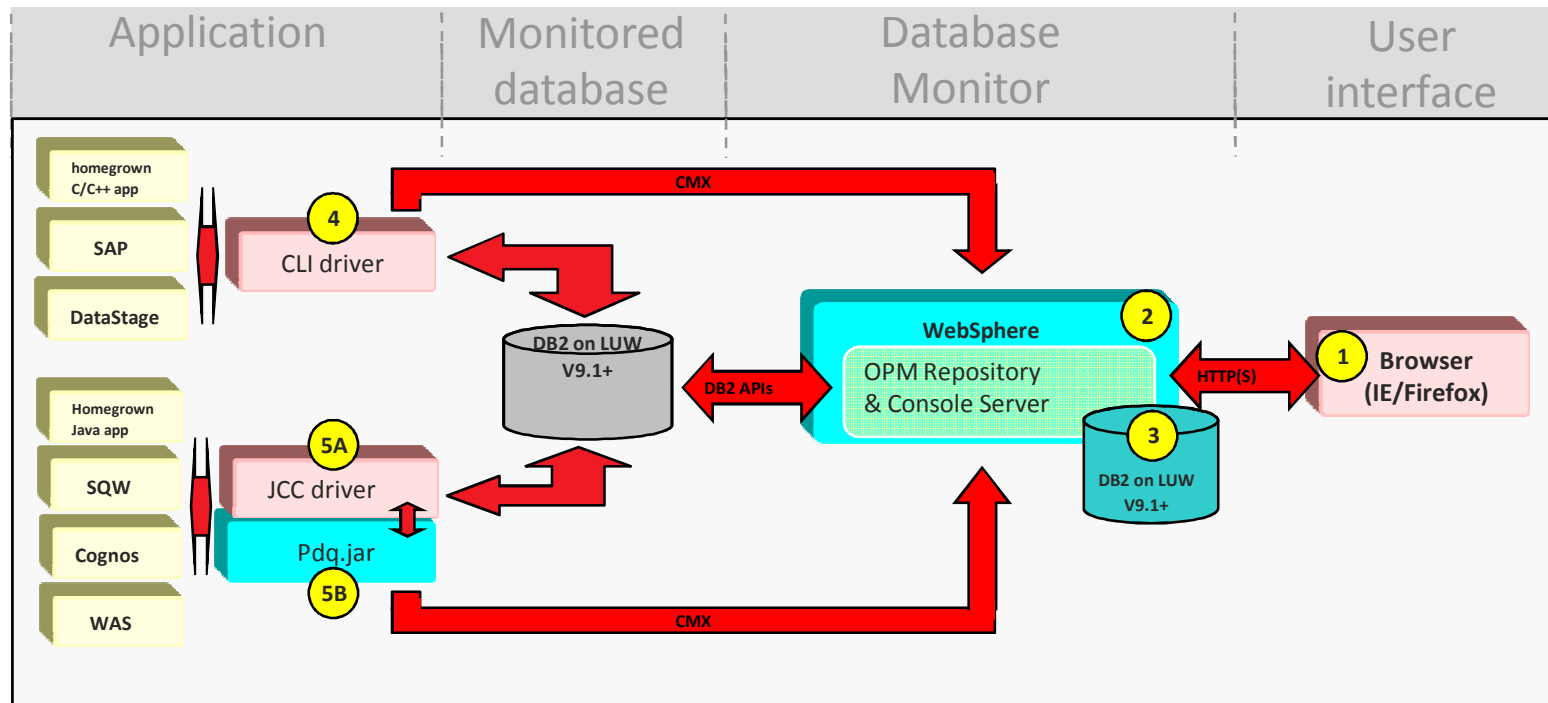 Application
Monitored
database
Database
Monitor
User
interface
homegrown
C/C++ app
SAP
DataStage
4
CLI driver
CMX
DB2 on LUW
V9.1+
DB2 APIs
2
WebSphere
OPM Repository
& Console Server
3
DB2 on LUW
V9.1+
HTTP(S)
1
Browser
(IE/Firefox)
Homegrown
Java app
SQW
Cognos
WAS
5A
JCC driver
Pdq.jar
5B
CMX